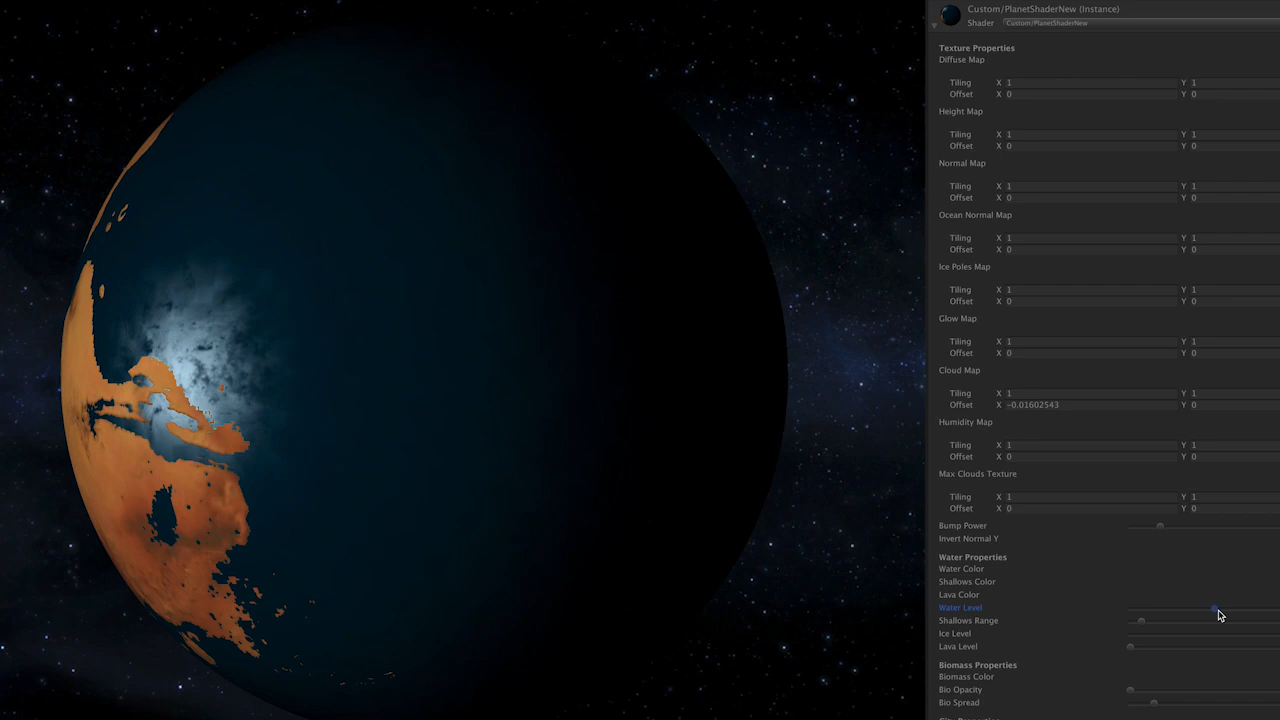 Custom/PlanetShaderNew (Instance)
Shader Custom/PlanetShaderNew
Texture Properties
Diffuse Map
Tiling X 1 Y 1
Offset X 0 Y 0
Height Map
Tiling X 1 Y 1
Offset X 0 Y 0
Normal Map
Tiling X 1 Y 1
Offset X 0 Y 0
Ocean Normal Map
Tiling X 1 Y 1
Offset X 0 Y 0
Ice Poles Map
Tiling X 1 Y 1
Offset X 0 Y 0
Glow Map
Tiling X 1 Y 1
Offset X 0 Y 0
Cloud Map
Tiling X 1 Y 1
Offset X -0.01602543 Y 0
Humidity Map
Tiling X 1 Y 1
Offset X 0 Y 0
Max Clouds Texture
Tiling X 1 Y 1
Offset X 0 Y 0
Bump Power
Invert Normal Y
Water Properties
Water Color
Shallows Color
Lava Color
Water Level
Shallows Range
Ice Level
Lava Level
Biomass Properties
Biomass Color
Bio Opacity
Bio Spread